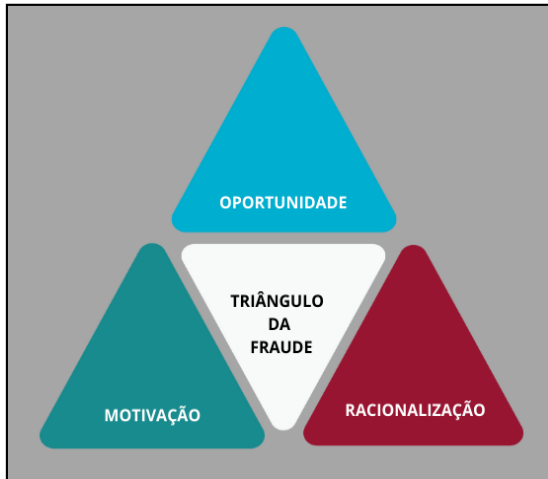 OPORTUNIDADE
TRIÂNGULO
DA
FRAUDE
MOTIVAÇÃO
RACIONALIZAÇÃO